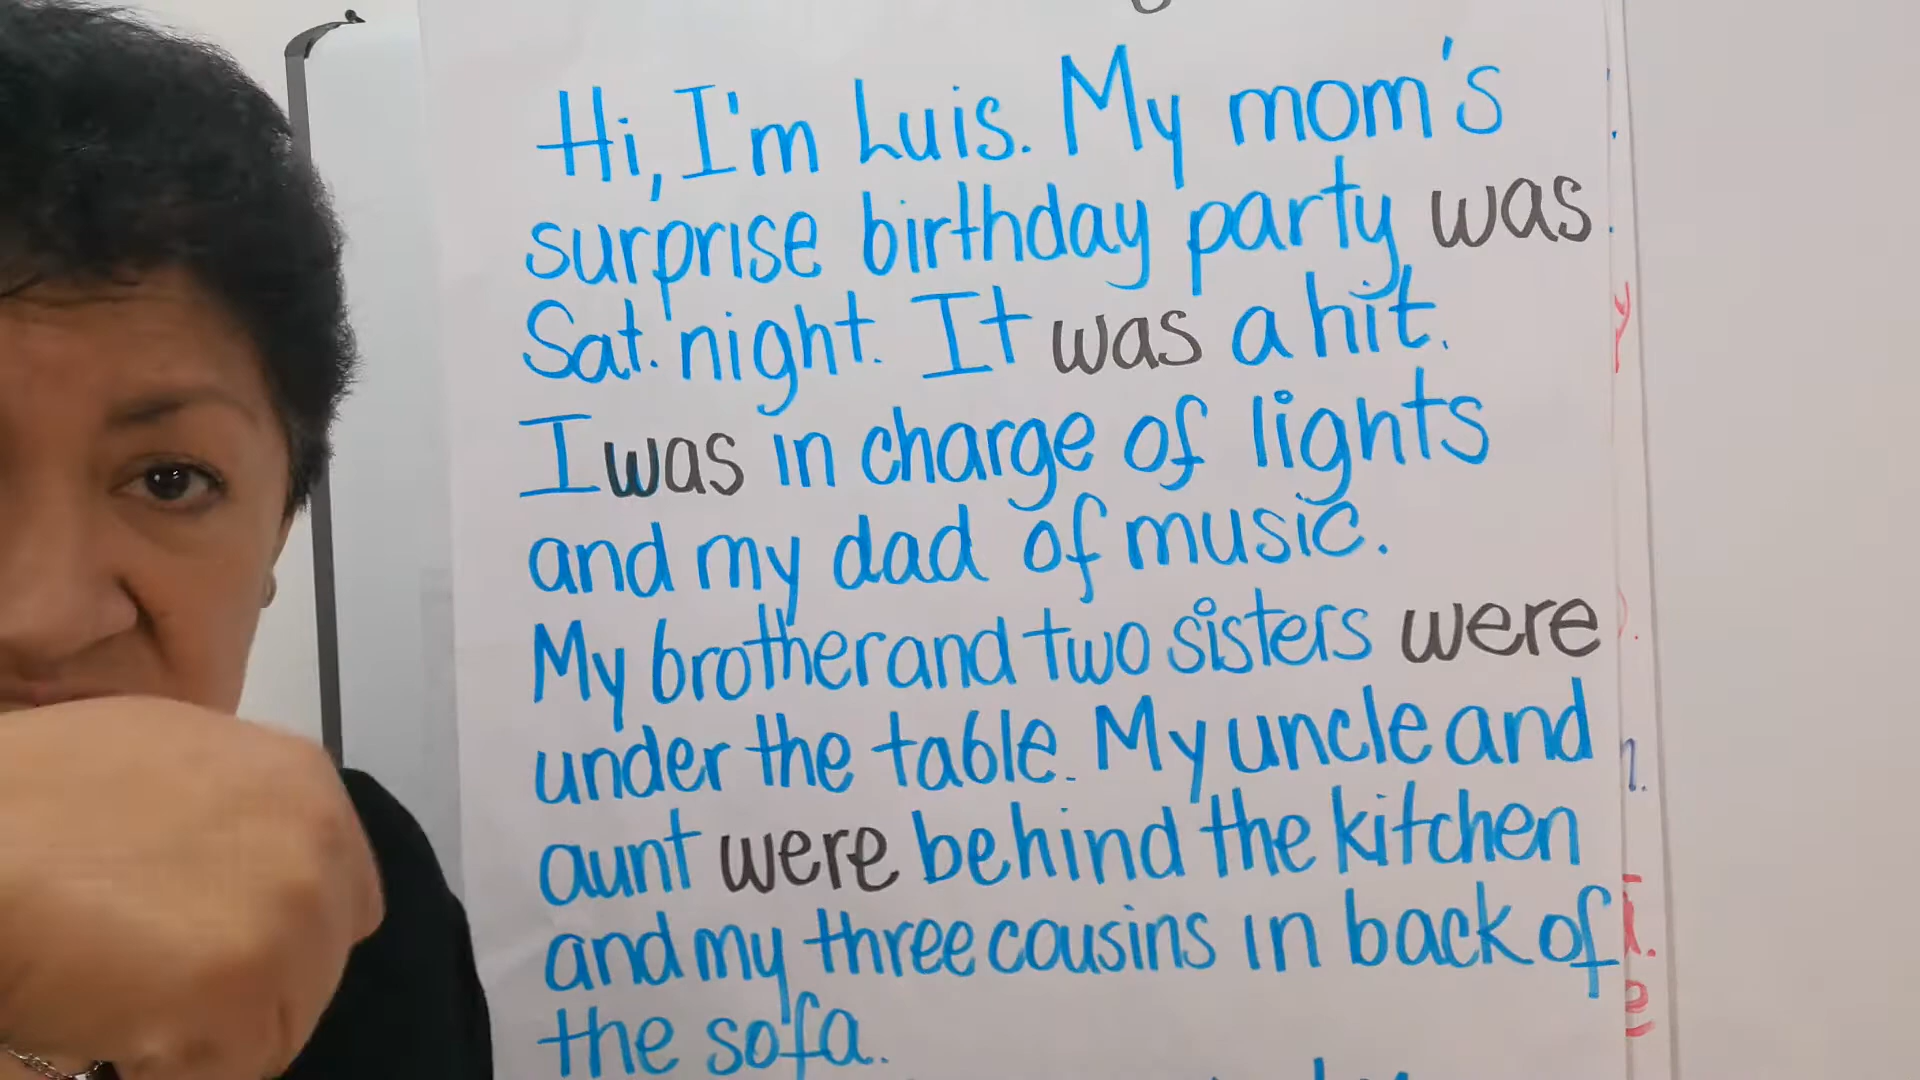 Hi, I'm Luis. My mom's
surprise birthday party was
Sat. night. It was a hit.
I was in charge of lights
and my dad of music.
My brother and two sisters were
under the table. My uncle and
aunt were behind the kitchen
and my three cousins in back of
the sofa.